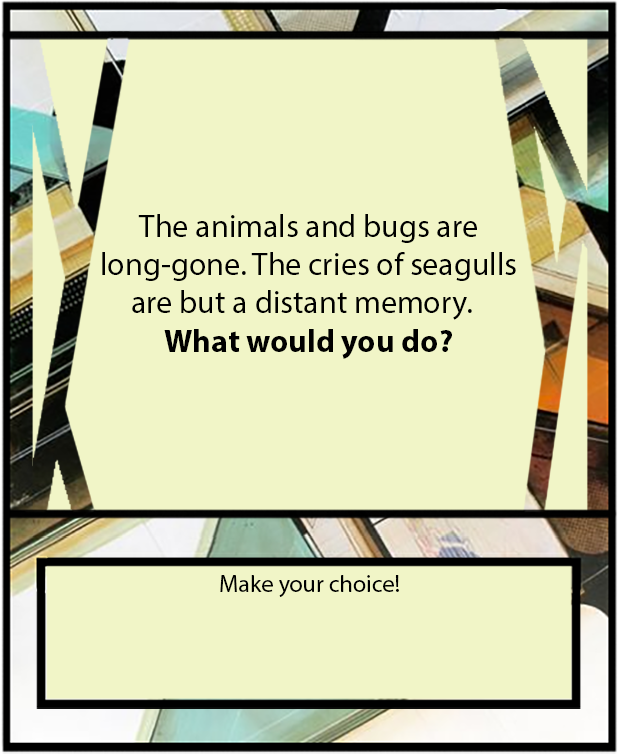 The animals and bugs are
long-gone. The cries of seagulls
are but a distant memory.
What would you do?
Make your choice!